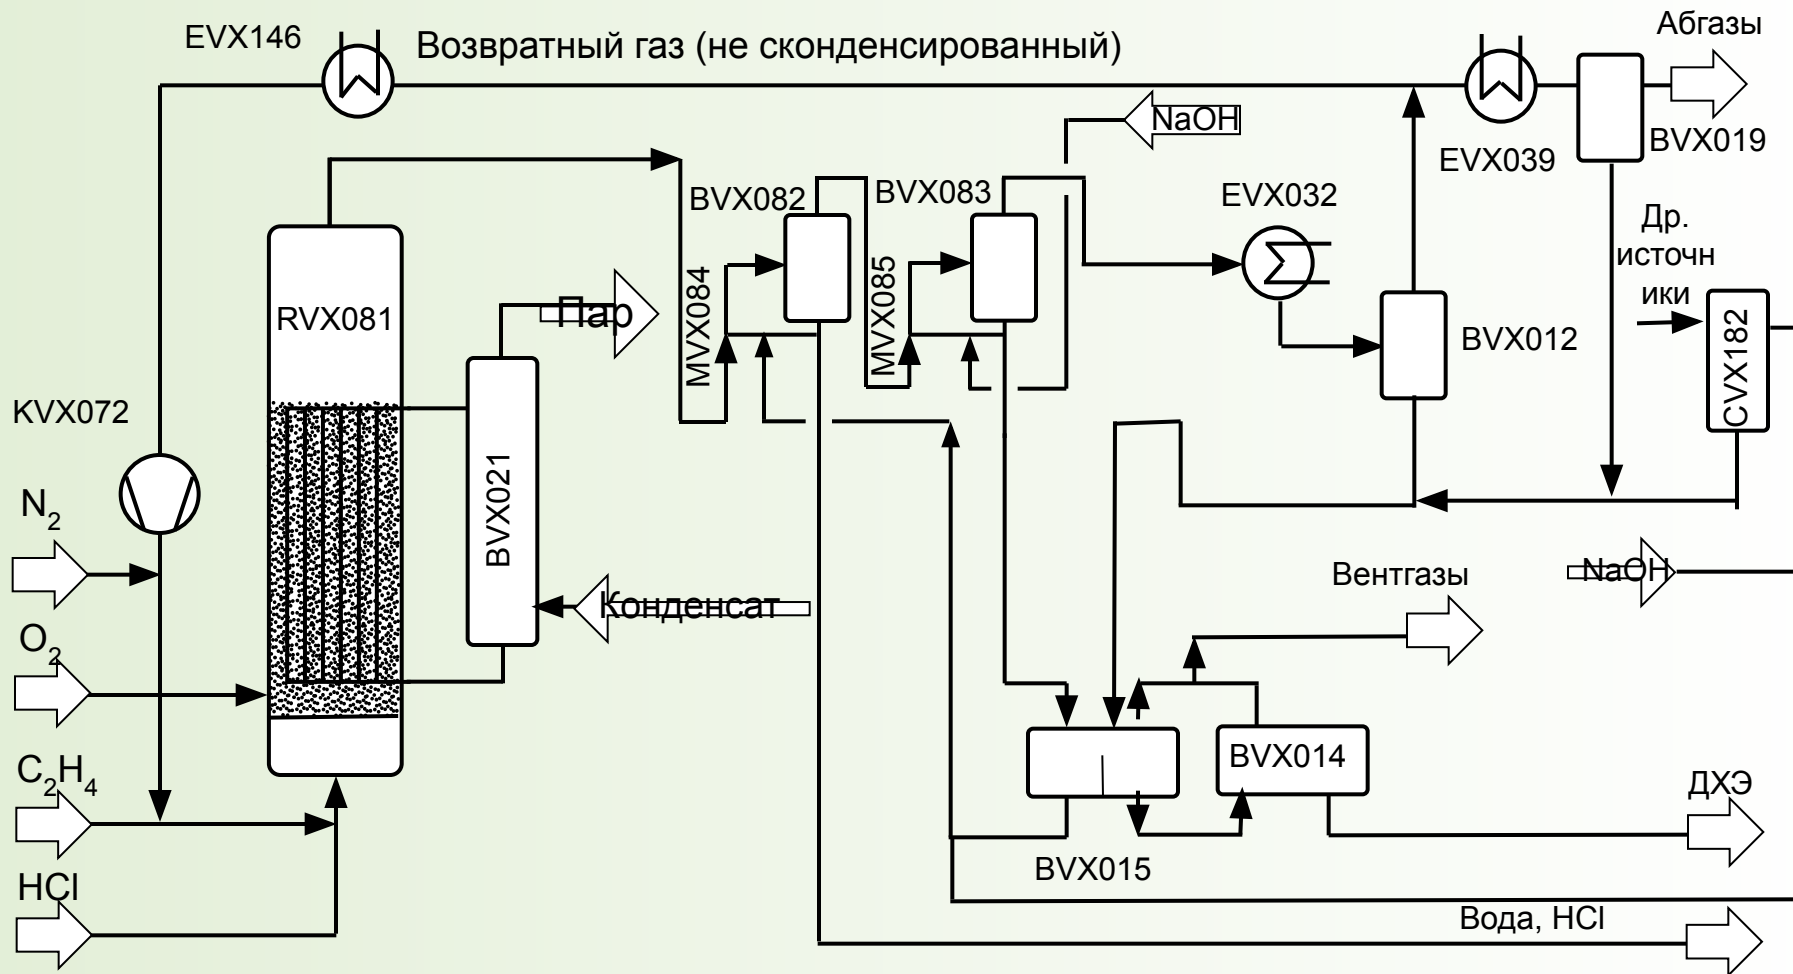 Абгазы
EVX146
Возвратный газ (не сконденсированный)
NaOH
BVX019
EVX039
BVX082
BVX083
EVX032
Др.
источн
ики
MVX084
MVX085
RVX081
Пар
BVX012
CVX182
KVX072
BVX021
N2
Вентгазы
NaOH
Конденсат
O2
BVX014
C2H4
ДХЭ
BVX015
HCl
Вода, HCl